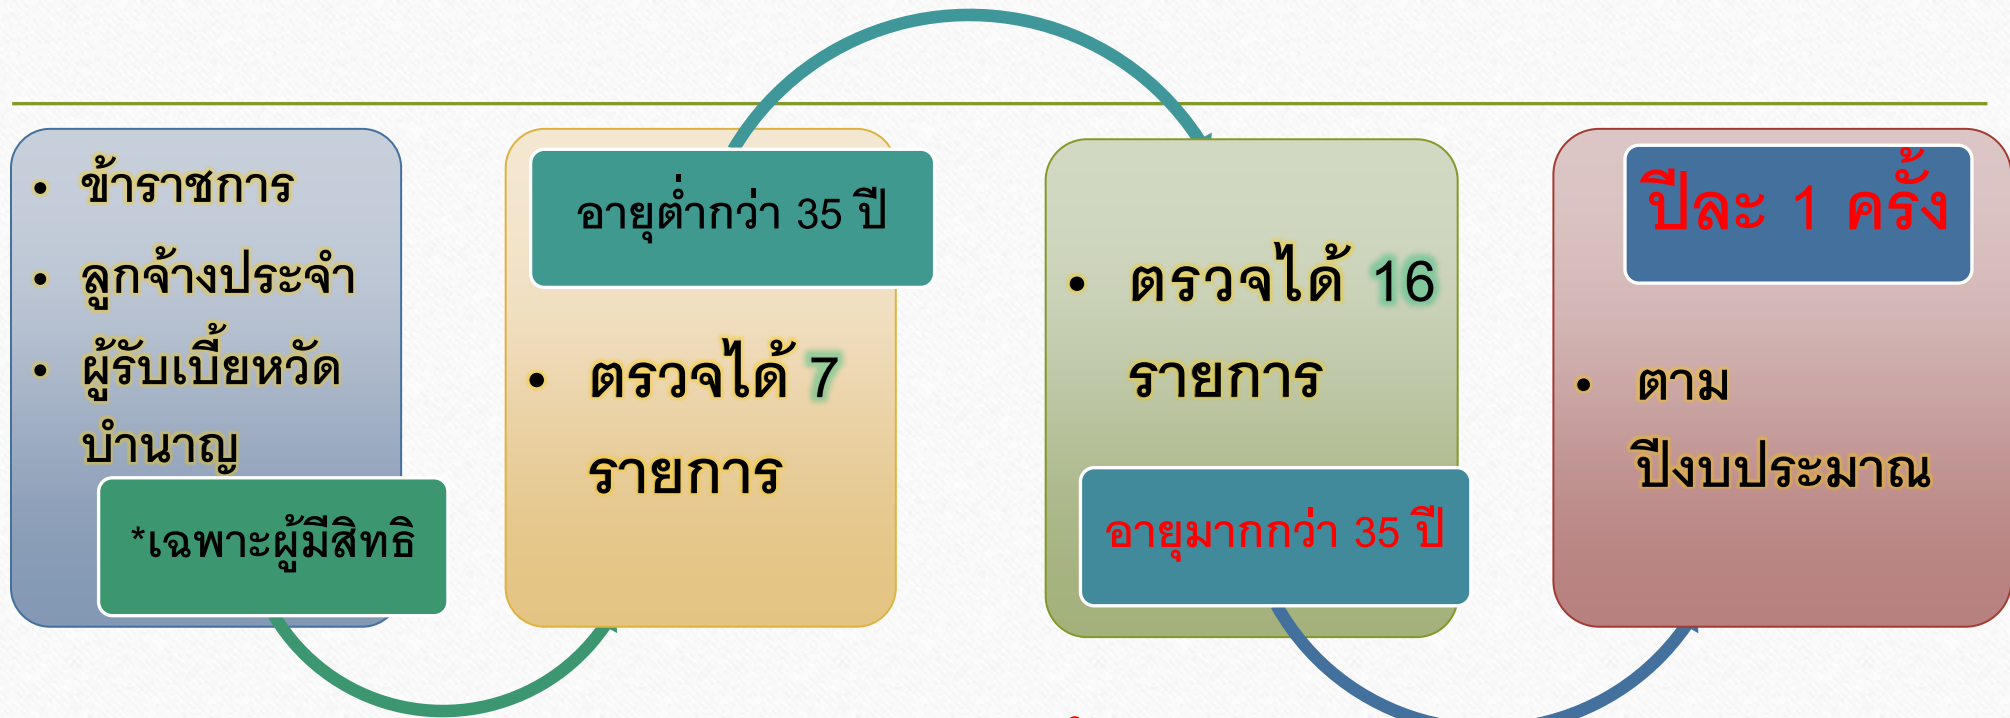 • ข้าราชการ
• ลูกจ้างประจำ
• ผู้รับเบี้ยหวัด
บำนาญ
*เฉพาะผู้มีสิทธิ
อายุต่ำกว่า 35 ปี
• ตรวจได้ 7
รายการ
• ตรวจได้ 16
รายการ
อายุมากกว่า 35 ปี
ปีละ 1 ครั้ง
• ตาม
ปีงบประมาณ